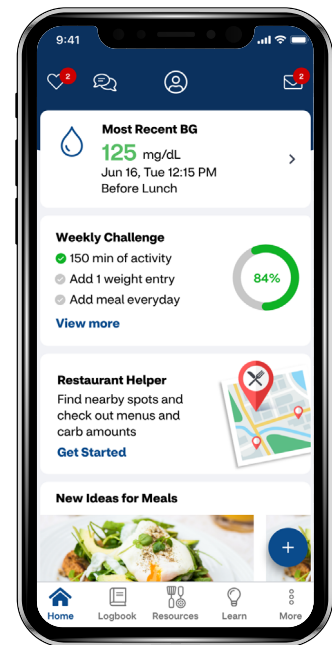 9:41
2
2
Most Recent BG
125 mg/dL
Jun 16, Tue 12:15 PM
Before Lunch
Weekly Challenge
150 min of activity
Add 1 weight entry
Add meal everyday
84%
View more
Restaurant Helper
Find nearby spots and
check out menus and
carb amounts
Get Started
New Ideas for Meals
Home Logbook Resources Learn More